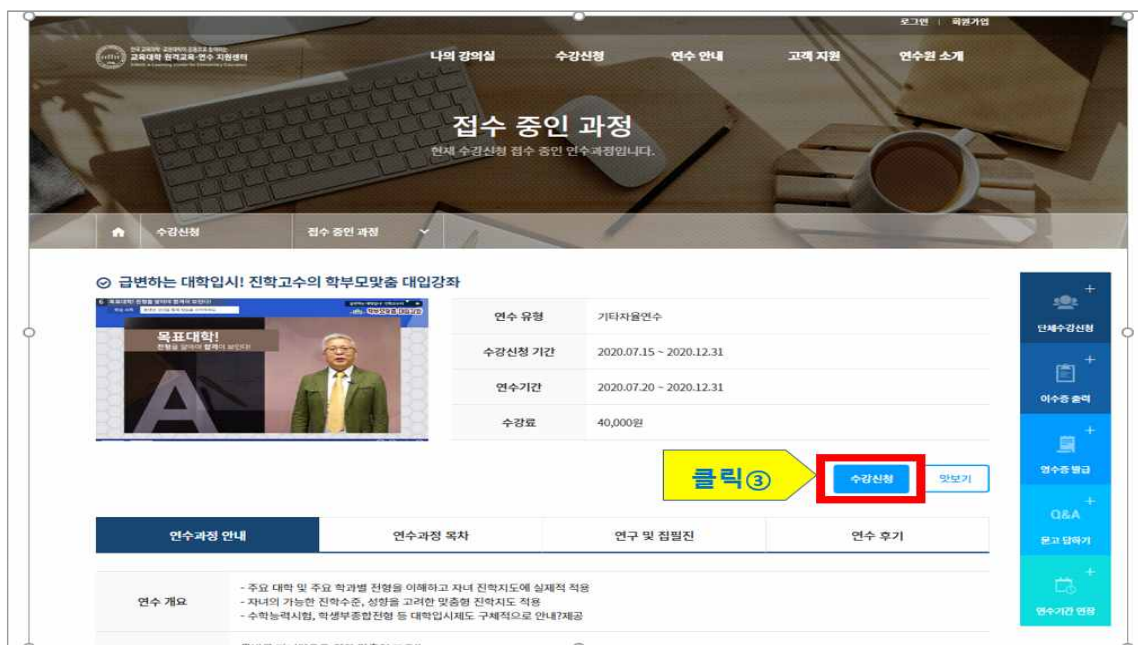 로그인 | 회원가입
교육대학 원격교육·연수 지원센터
나의 강의실 수강신청 연수 안내 고객 지원 연수원 소개
접수 중인 과정
현재 수강신청 접수 중인 연수과정입니다.
수강신청 접수 중인 과정
급변하는 대학입시! 진학고수의 학부모맞춤 대입강좌
목표대학!
전형을 알아야 합격이 보인다!
A
연수 유형 기타자율연수
수강신청 기간 2020.07.15 ~ 2020.12.31
연수기간 2020.07.20 ~ 2020.12.31
수강료 40,000원
클릭③
수강신청 맛보기
단체수강신청
이수증 출력
영수증 발급
Q&A
묻고 답하기
연수기간 연장
연수과정 안내 연수과정 목차 연구 및 집필진 연수 후기
연수 개요
- 주요 대학 및 주요 학과별 전형을 이해하고 자녀 진학지도에 실제적 적용
- 자녀의 가능한 진학수준, 성향을 고려한 맞춤형 진학지도 적용
- 수학능력시험, 학생부종합전형 등 대학입시제도 구체적으로 안내?제공